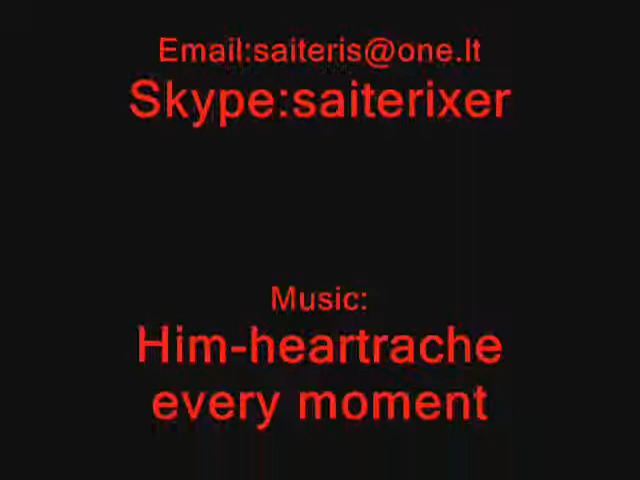 Email:saiteris@one.lt
Skype:saiterixer
Music:
Him-heartrache
every moment